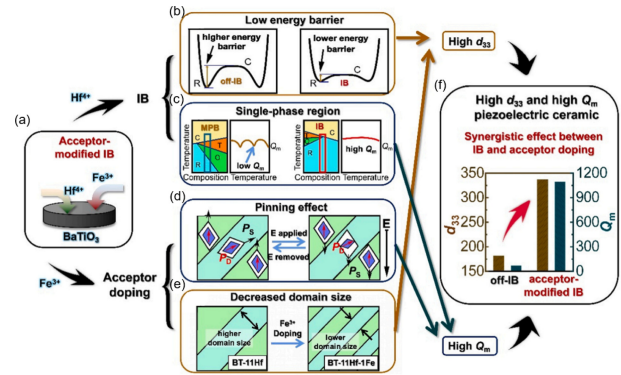 (a)
Hf4+
IB
Acceptor-
modified IB
Fe3+
Hf4+
BaTiO3
Fe3+
Acceptor
doping
(b)
Low energy barrier
higher energy
barrier
C
off-IB
R
lower energy
barrier
C
IB
R
(c)
Single-phase region
Temperature
MPB
C
T
R
O
Composition
Qm
low Qm
Temperature
Temperature
IB
C
R
Composition
Qm
high Qm
Temperature
(d)
Pinning effect
PS
PD
E applied
E removed
PD
PS
E
(e)
Decreased domain size
higher
domain size
BT-11Hf
Fe3+
Doping
lower
domain size
BT-11Hf-1Fe
High d33
High Qm
(f)
High d33 and high Qm
piezoelectric ceramic
Synergistic effect between
IB and acceptor doping
d33
350
300
250
200
150
1200
900
600
300
0
Qm
off-IB
acceptor-
modified IB